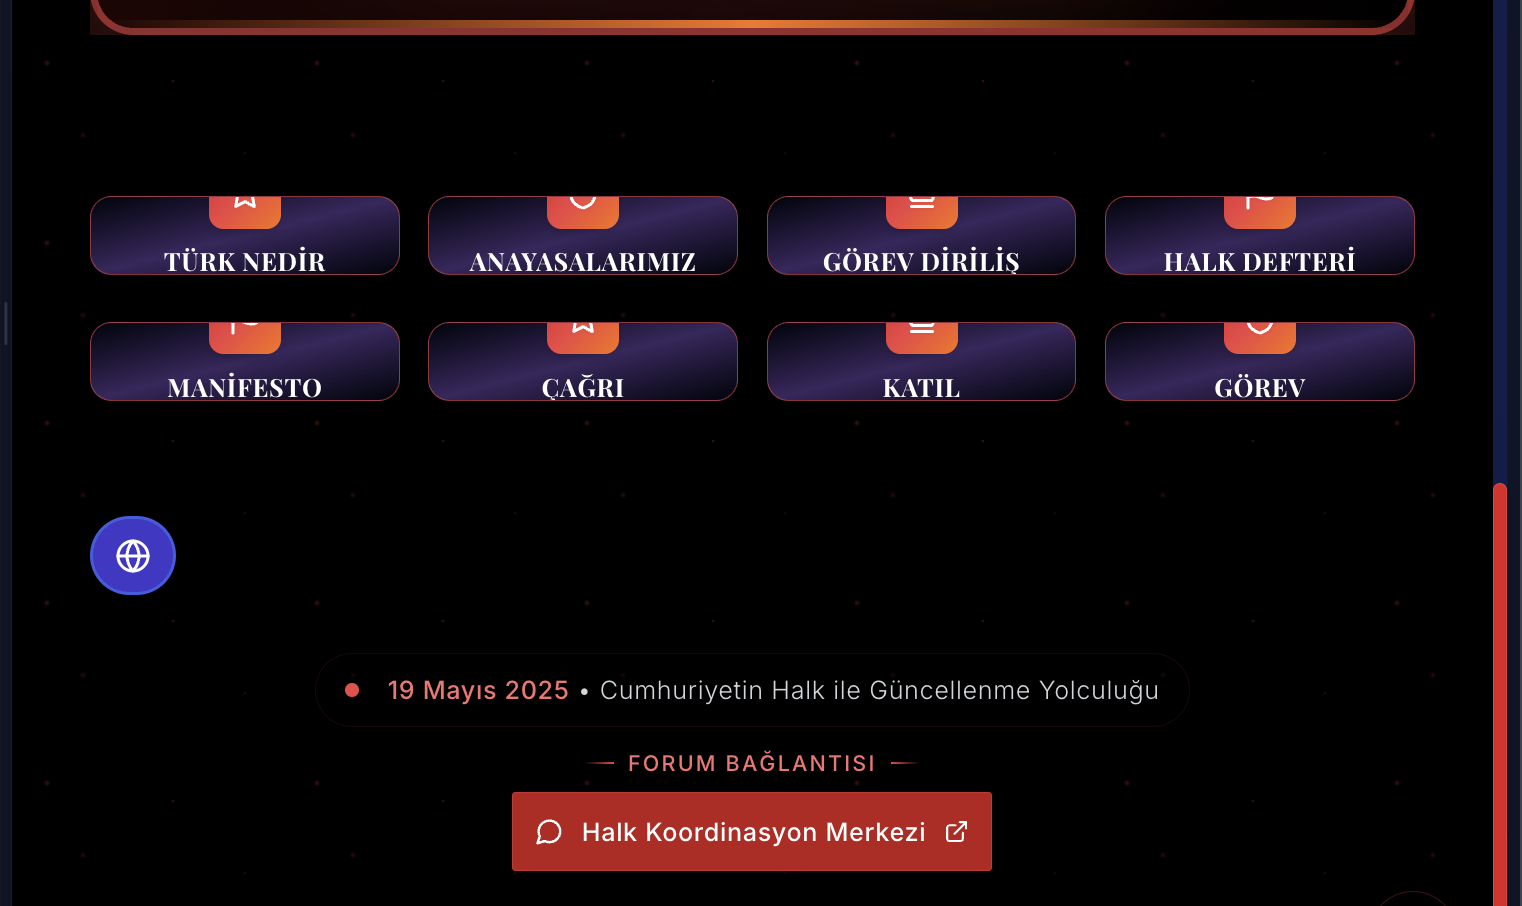 TÜRK NEDİR
ANAYASALARIMIZ
GÖREV DİRİLİŞ
HALK DEFTERİ
MANİFESTO
ÇAĞRI
KATIL
GÖREV
19 Mayıs 2025 • Cumhuriyetin Halk ile Güncellenme Yolculuğu
FORUM BAĞLANTISI
Halk Koordinasyon Merkezi